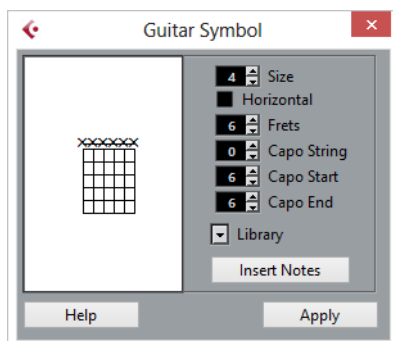 Guitar Symbol
xxxxxx
4 Size
Horizontal
6 Frets
0 Capo String
6 Capo Start
6 Capo End
Library
Insert Notes
Help
Apply